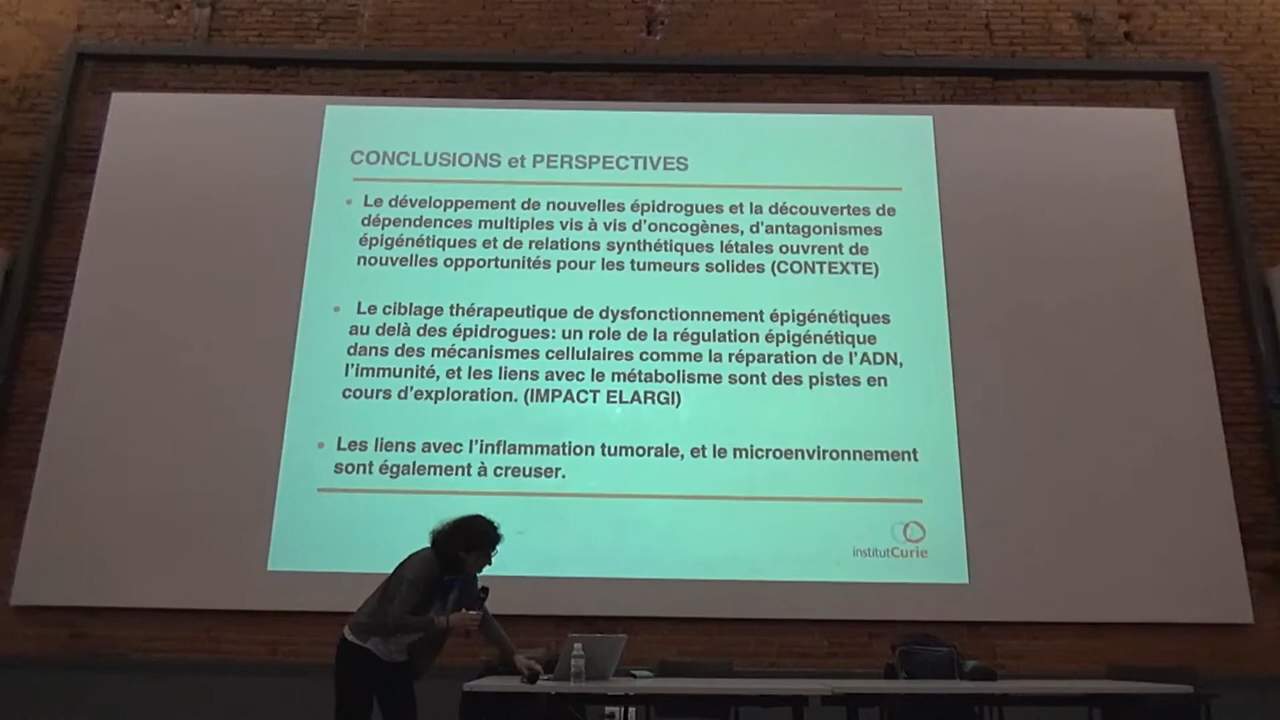 CONCLUSIONS et PERSPECTIVES
Le développement de nouvelles épidrogues et la découvertes de
dépendences multiples vis à vis d'oncogènes, d'antagonismes
épigénétiques et de relations synthétiques létales ouvrent de
nouvelles opportunités pour les tumeurs solides (CONTEXTE)
Le ciblage thérapeutique de dysfonctionnement épigénétiques
au delà des épidrogues: un role de la régulation épigénétique
dans des mécanismes cellulaires comme la réparation de l'ADN,
l'immunité, et les liens avec le métabolisme sont des pistes en
cours d'exploration. (IMPACT ELARGI)
Les liens avec l'inflammation tumorale, et le microenvironnement
sont également à creuser.
institutCurie